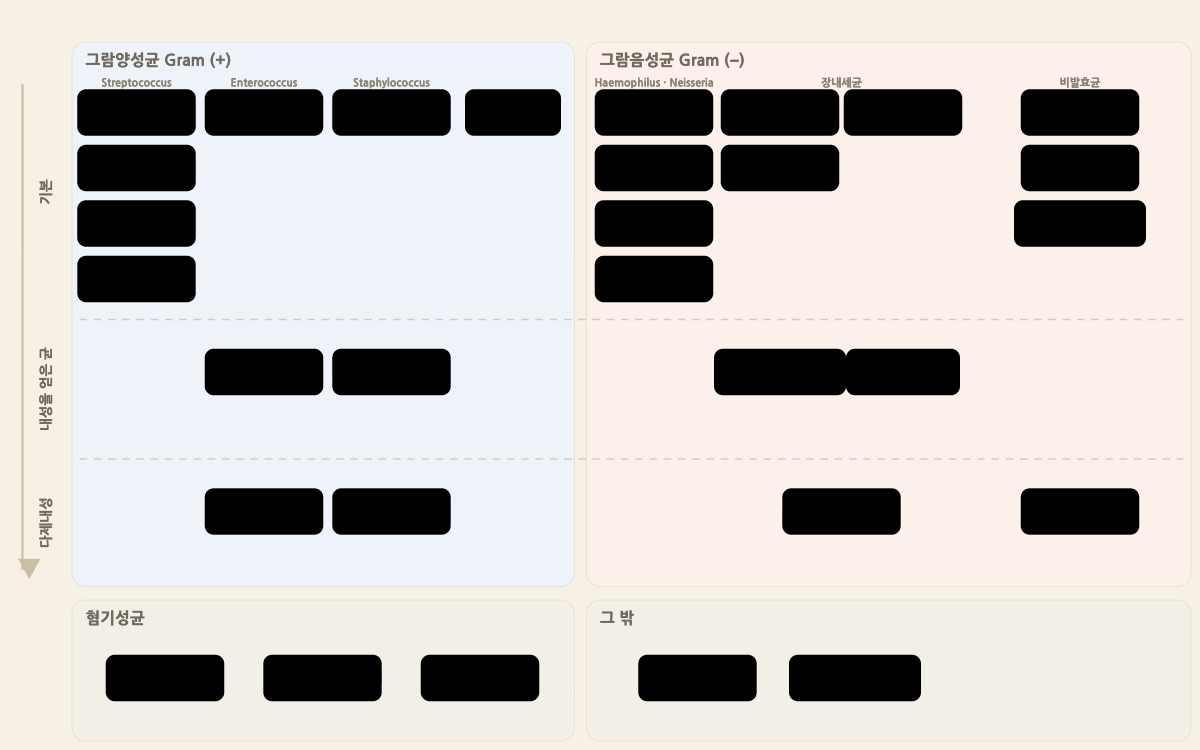 그람양성균 Gram (+)
Streptococcus
Enterococcus
Staphylococcus
그람음성균 Gram (−)
Haemophilus · Neisseria
장내세균
비발효균
기본
내성을 얻은 균
다제내성
혐기성균
그 밖